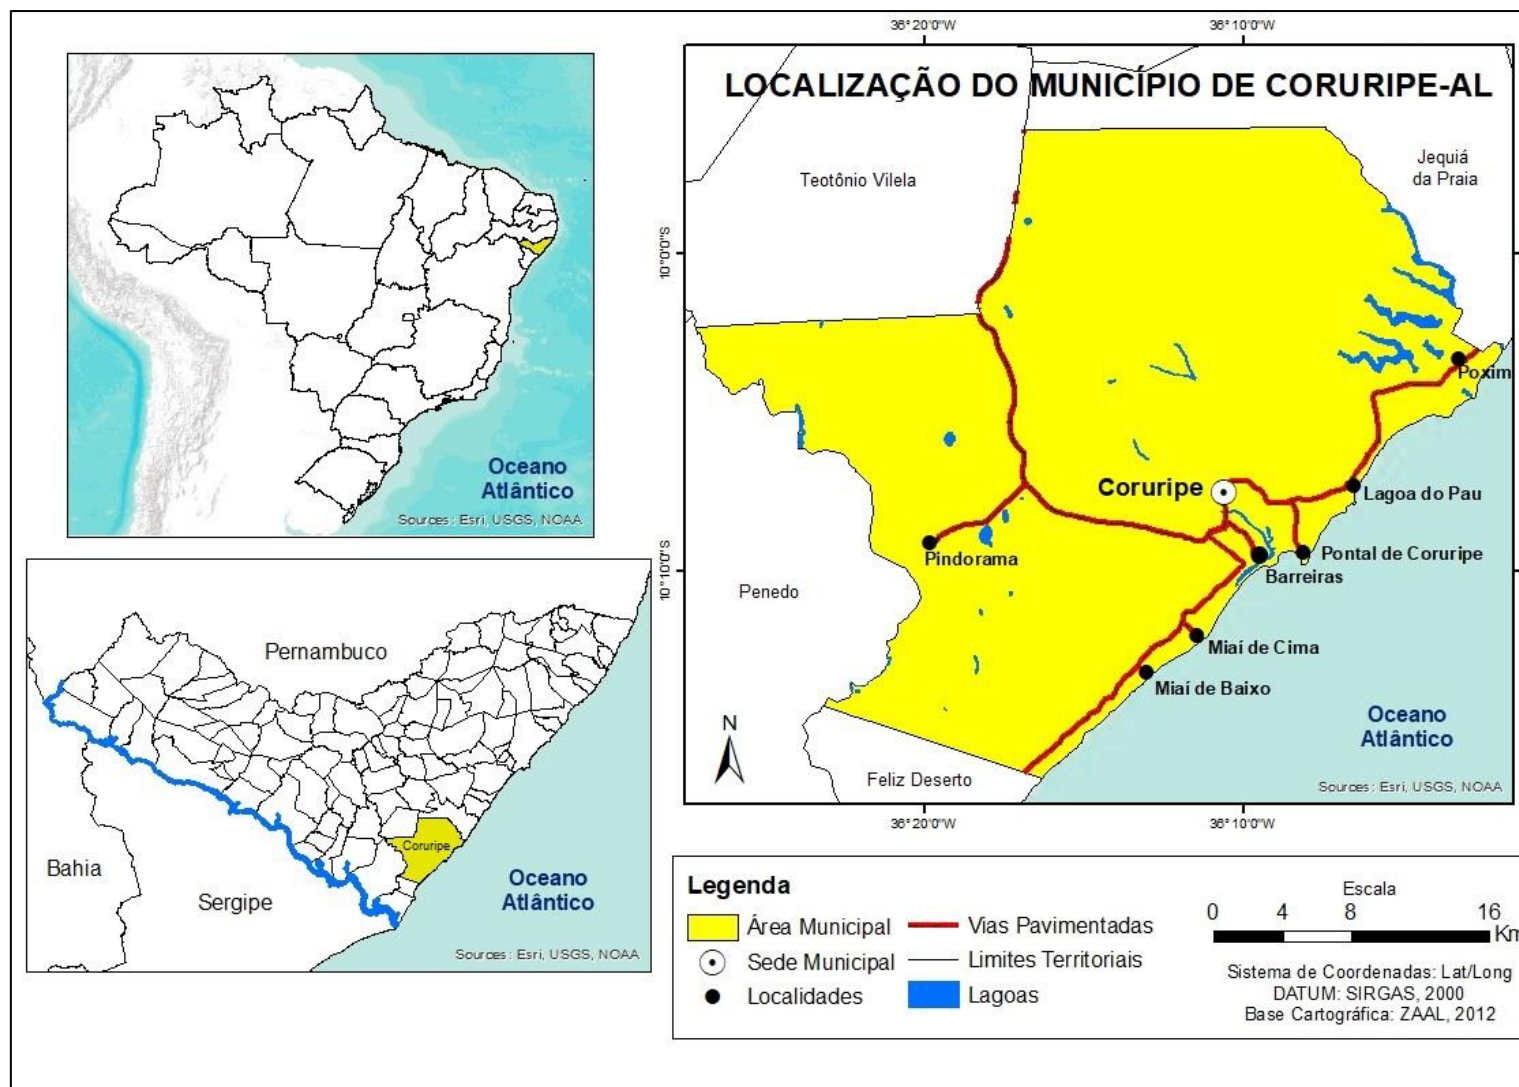 Oceano
Atlântico
Sources: Esri, USGS, NOAA
Pernambuco
Coruripe
Bahia
Sergipe
Oceano
Atlântico
Sources: Esri, USGS, NOAA
36°20'0"W
36°10'0"W
LOCALIZAÇÃO DO MUNICÍPIO DE CORURIPE-AL
Teotônio Vilela
Jequiá
da Praia
10°0'0"S
Poxim
Coruripe
Lagoa do Pau
Pindorama
Pontal de Coruripe
Barreiras
10°10'0"S
Penedo
Miaí de Cima
Miaí de Baixo
N
Oceano
Atlântico
Feliz Deserto
Sources: Esri, USGS, NOAA
36°20'0"W
36°10'0"W
Legenda
Área Municipal
Sede Municipal
Localidades
Vias Pavimentadas
Limites Territoriais
Lagoas
Escala
0 4 8 16
Km
Sistema de Coordenadas: Lat/Long
DATUM: SIRGAS, 2000
Base Cartográfica: ZAAL, 2012